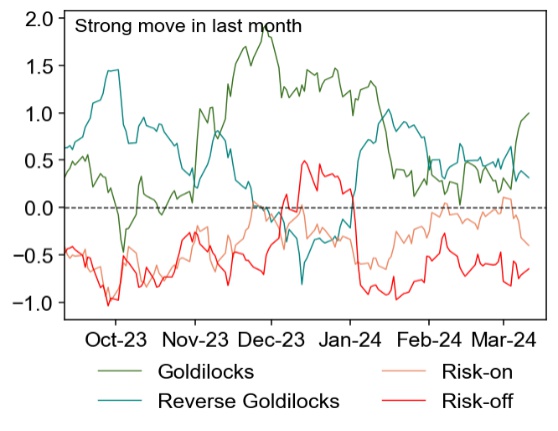 Strong move in last month
2.0
1.5
1.0
0.5
0.0
−0.5
−1.0
Oct-23 Nov-23 Dec-23 Jan-24 Feb-24 Mar-24
Goldilocks Risk-on
Reverse Goldilocks Risk-off